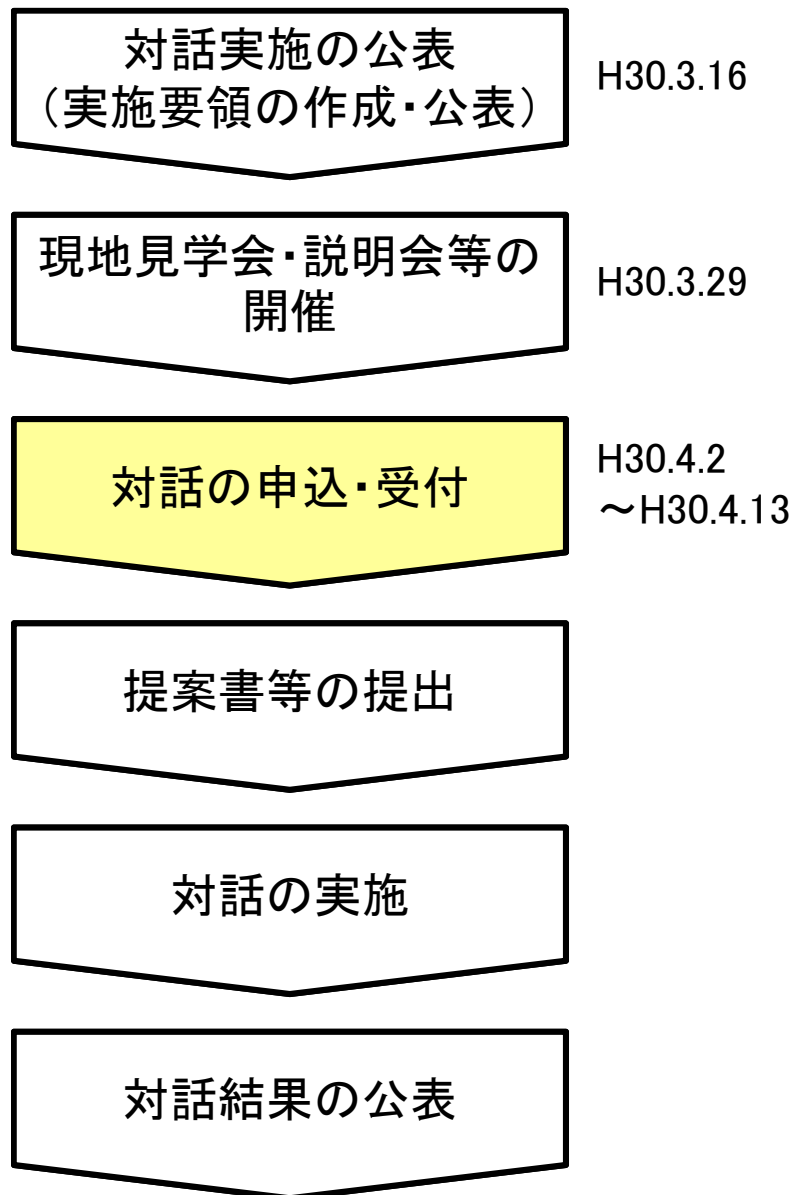 対話実施の公表
（実施要領の作成・公表）
H30.3.16
現地見学会・説明会等の
開催
H30.3.29
対話の申込・受付
H30.4.2
～H30.4.13
提案書等の提出
対話の実施
対話結果の公表